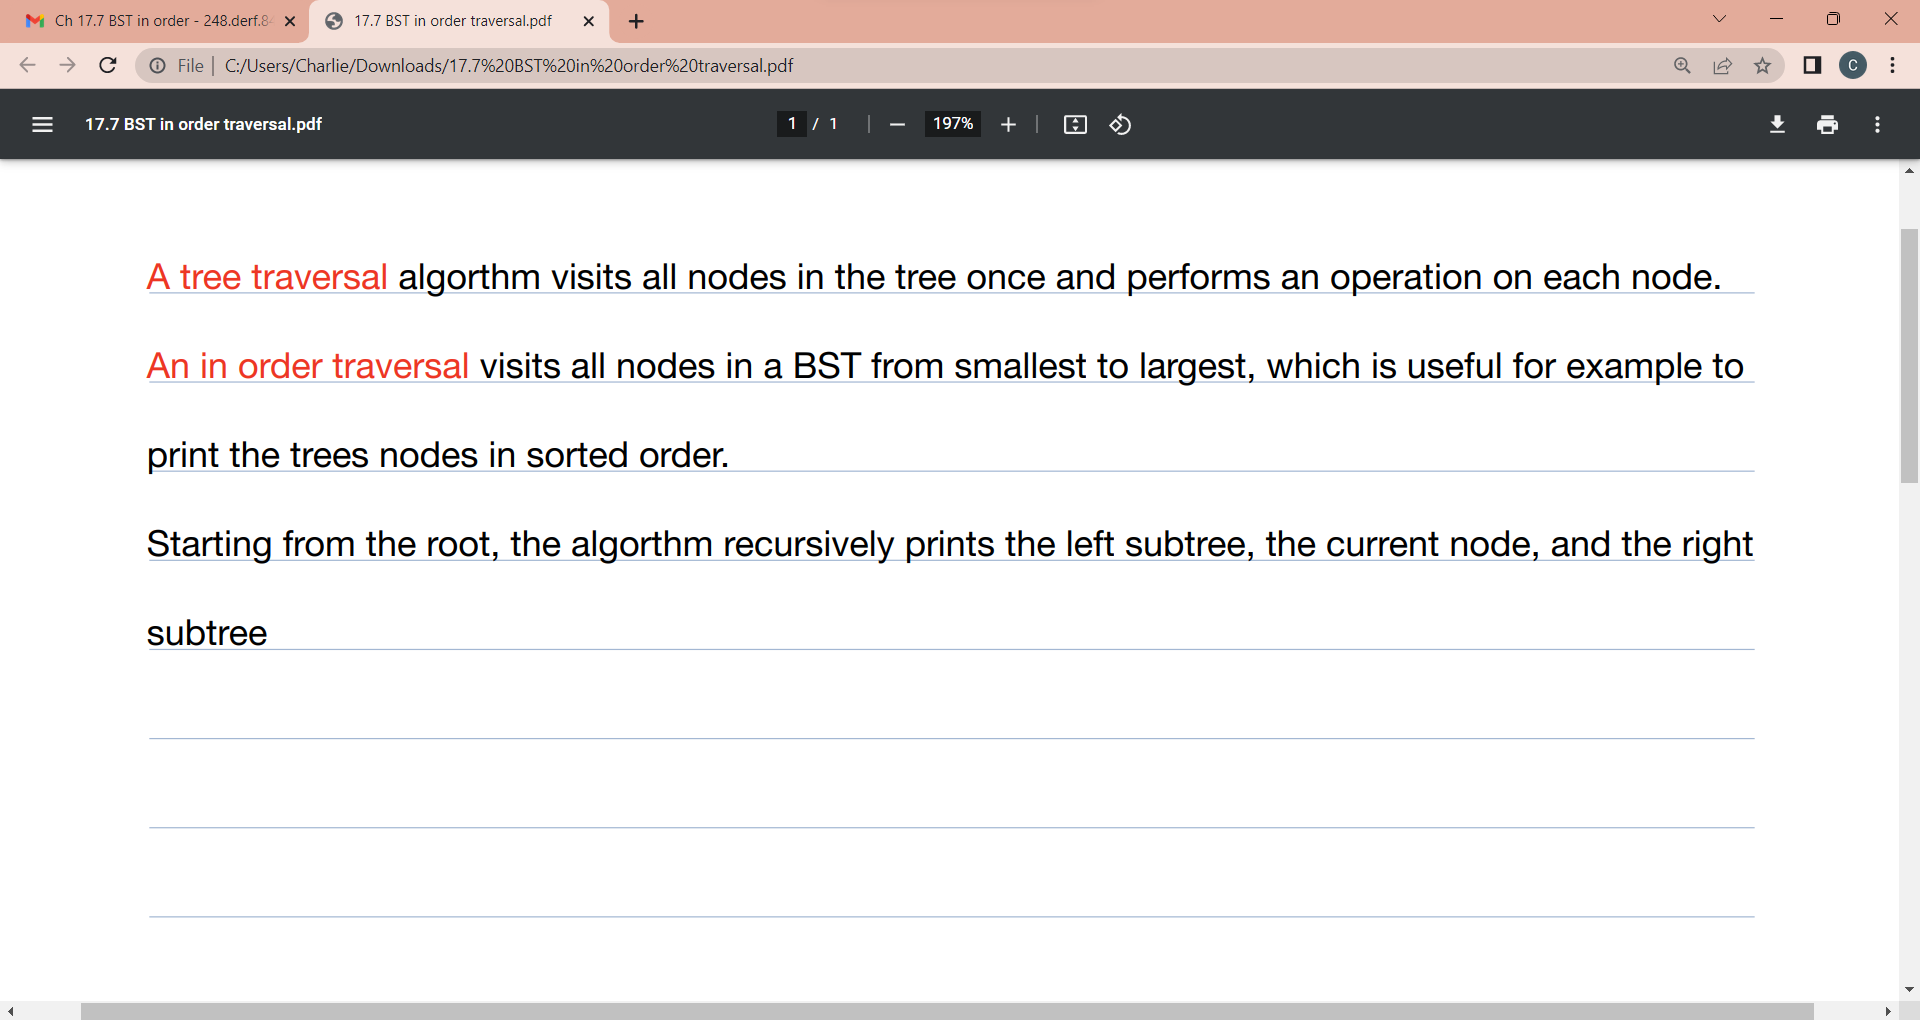 Ch 17.7 BST in order - 248.derf.8
17.7 BST in order traversal.pdf
File
C:/Users/Charlie/Downloads/17.7%20BST%20in%20order%20traversal.pdf
C
17.7 BST in order traversal.pdf
1 / 1
197%
A tree traversal algorthm visits all nodes in the tree once and performs an operation on each node.
An in order traversal visits all nodes in a BST from smallest to largest, which is useful for example to
print the trees nodes in sorted order.
Starting from the root, the algorthm recursively prints the left subtree, the current node, and the right
subtree